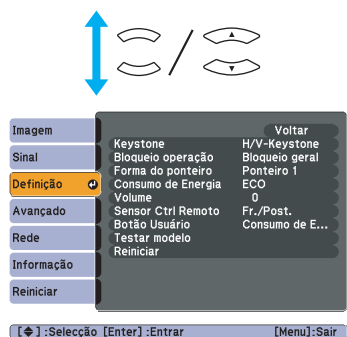 Voltar
Imagem
Sinal
Definição
Avançado
Rede
Informação
Reiniciar
Keystone H/V-Keystone
Bloqueio operação Bloqueio geral
Forma do ponteiro Ponteiro 1
Consumo de Energia ECO
Volume 0
Sensor Ctrl Remoto Fr./Post.
Botão Usuário Consumo de E...
Testar modelo
Reiniciar
[ ] :Selecção [Enter] :Entrar [Menu]:Sair